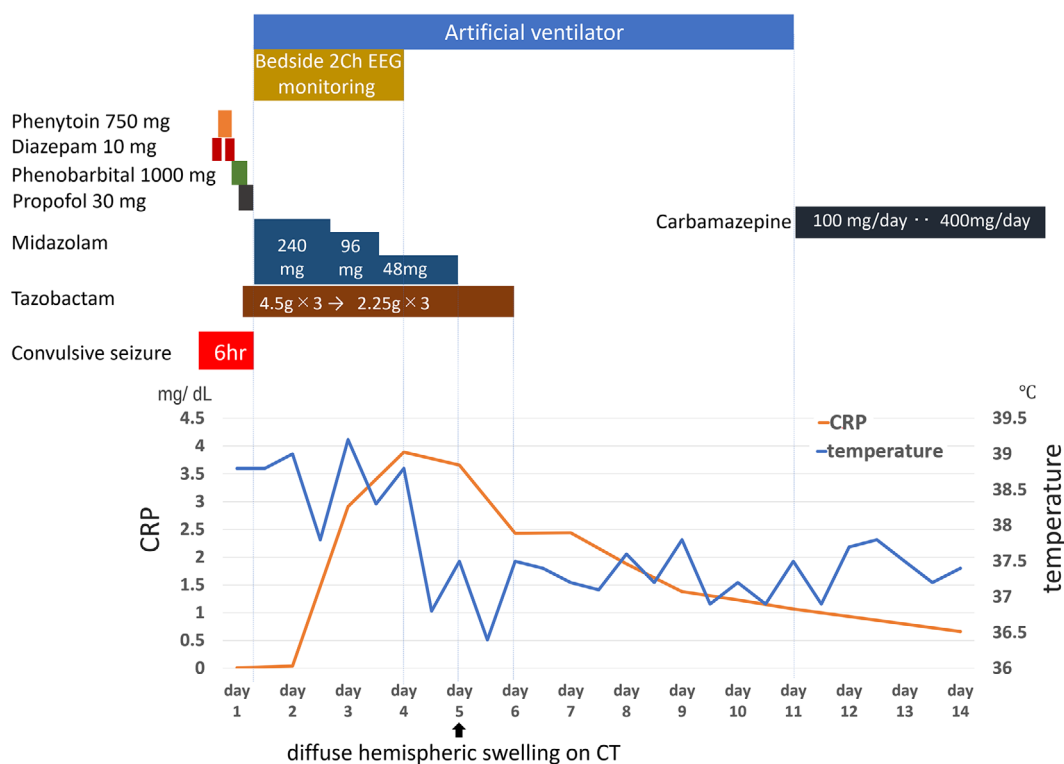 Artificial ventilator
Bedside 2Ch EEG
monitoring
Phenytoin 750 mg
Diazepam 10 mg
Phenobarbital 1000 mg
Propofol 30 mg
Carbamazepine 100 mg/day ·· 400mg/day
Midazolam 240 mg 96 mg 48mg
Tazobactam 4.5g × 3 → 2.25g × 3
Convulsive seizure 6hr
mg/ dL ℃
CRP
temperature
4.5 39.5
4 39
3.5 38.5
3 38
2.5
2 37.5
1.5 37
1
0.5 36.5
0 36
CRP
temperature
day 1 day 2 day 3 day 4 day 5 day 6 day 7 day 8 day 9 day 10 day 11 day 12 day 13 day 14
diffuse hemispheric swelling on CT